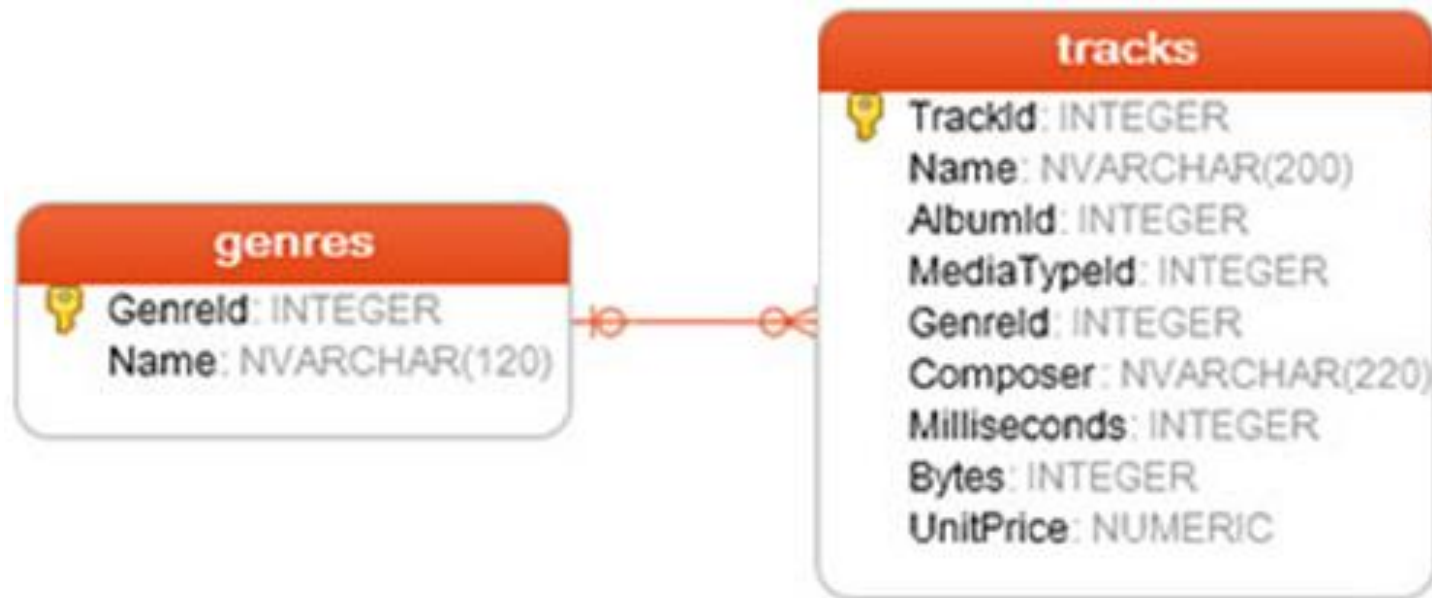 genres
GenreId: INTEGER
Name: NVARCHAR(120)
tracks
TrackId: INTEGER
Name: NVARCHAR(200)
AlbumId: INTEGER
MediaTypeId: INTEGER
GenreId: INTEGER
Composer: NVARCHAR(220)
Milliseconds: INTEGER
Bytes: INTEGER
UnitPrice: NUMERIC